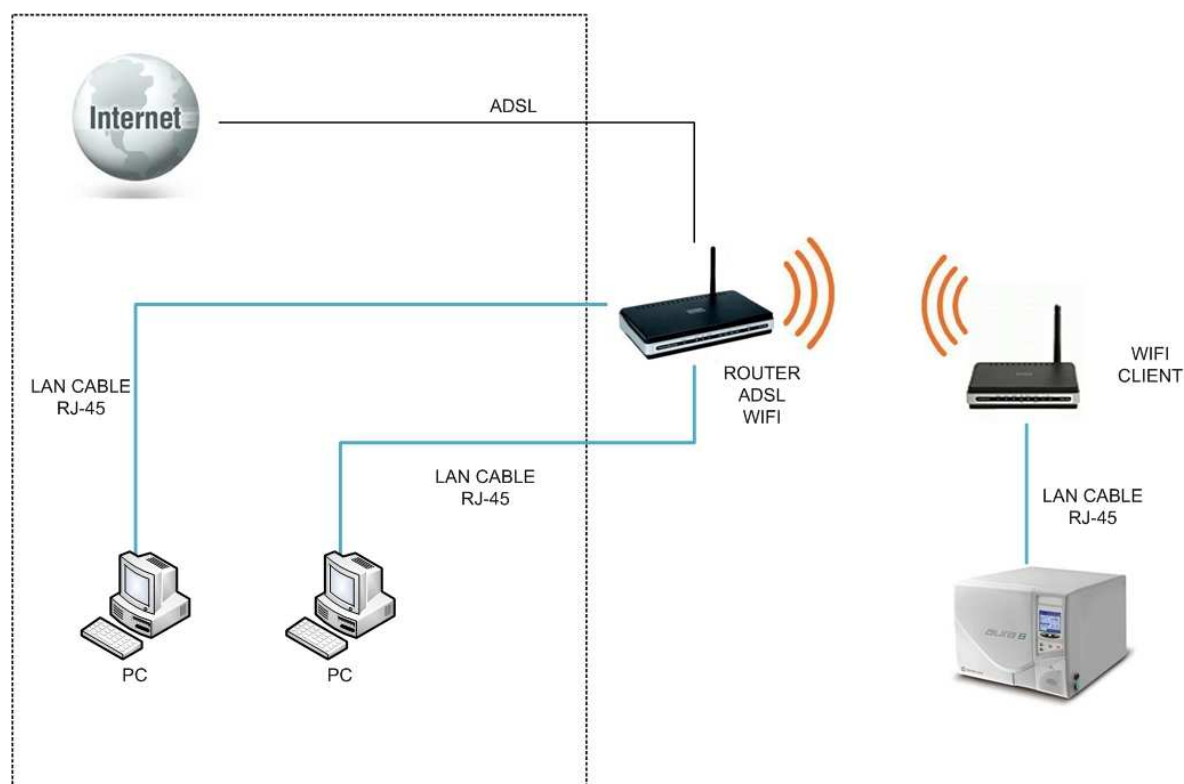 Internet
ADSL
LAN CABLE
RJ-45
LAN CABLE
RJ-45
PC
PC
ROUTER
ADSL
WIFI
WIFI
CLIENT
LAN CABLE
RJ-45
aura B